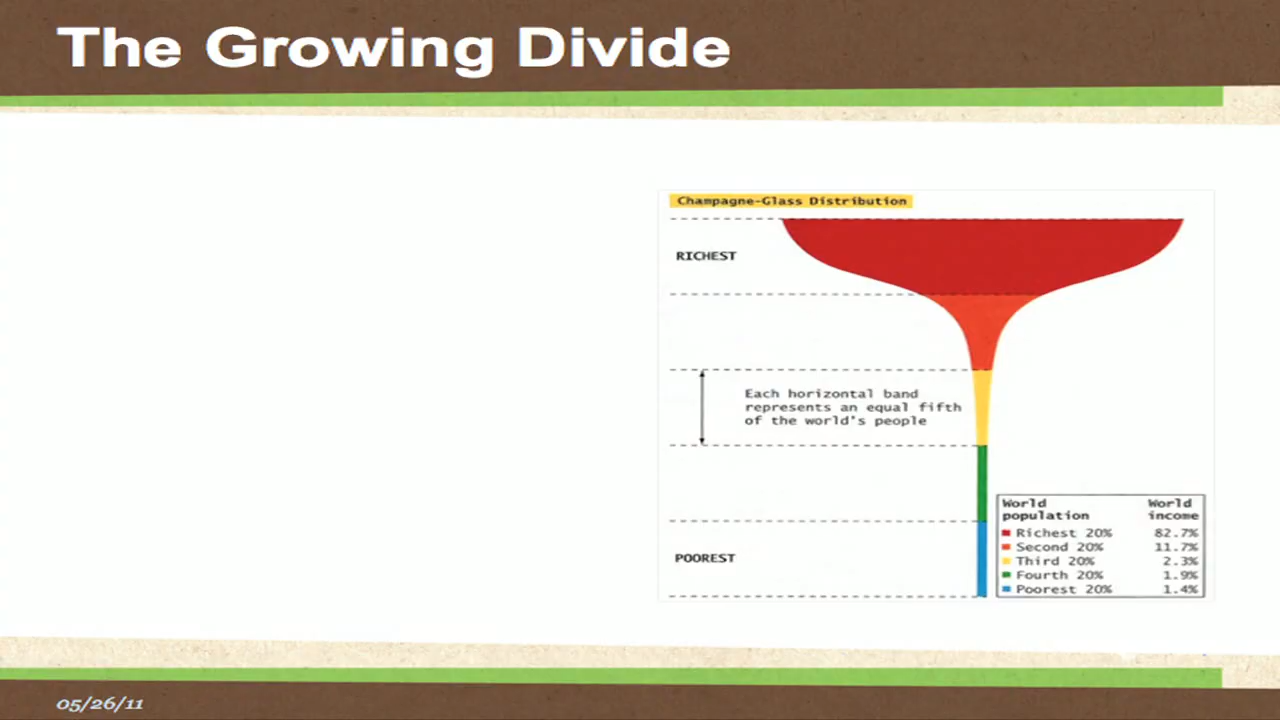 The Growing Divide
Champagne-Glass Distribution
RICHEST
Each horizontal band
represents an equal fifth
of the world's people
POOREST
World population World income
Richest 20% 82.7%
Second 20% 11.7%
Third 20% 2.3%
Fourth 20% 1.9%
Poorest 20% 1.4%
05/26/11